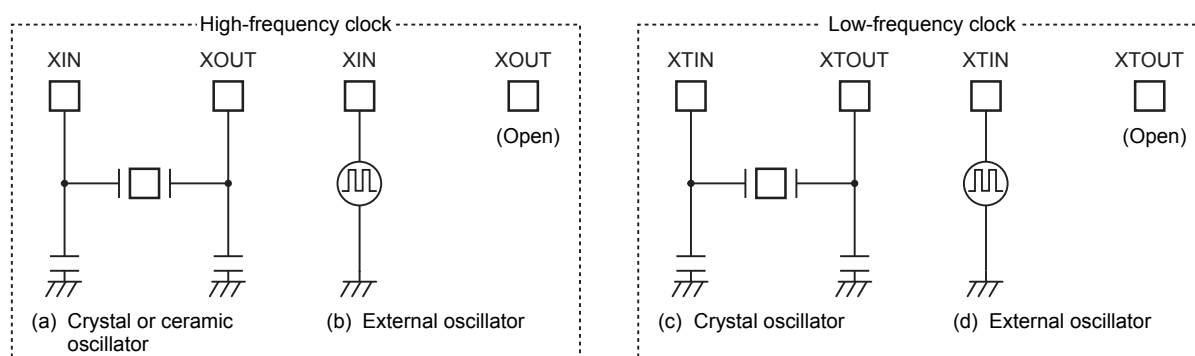 High-frequency clock
XIN XOUT XIN XOUT
(Open)
(a) Crystal or ceramic
oscillator
(b) External oscillator
Low-frequency clock
XTIN XTOUT XTIN XTOUT
(Open)
(c) Crystal oscillator
(d) External oscillator